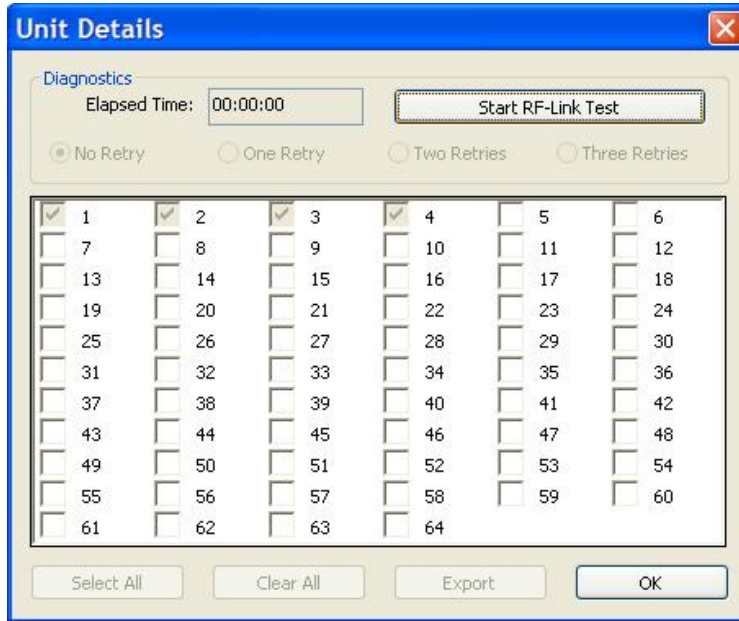 Unit Details
Diagnostics
Elapsed Time: 00:00:00 Start RF-Link Test
No Retry One Retry Two Retries Three Retries
1 2 3 4 5 6
7 8 9 10 11 12
13 14 15 16 17 18
19 20 21 22 23 24
25 26 27 28 29 30
31 32 33 34 35 36
37 38 39 40 41 42
43 44 45 46 47 48
49 50 51 52 53 54
55 56 57 58 59 60
61 62 63 64
Select All Clear All Export OK